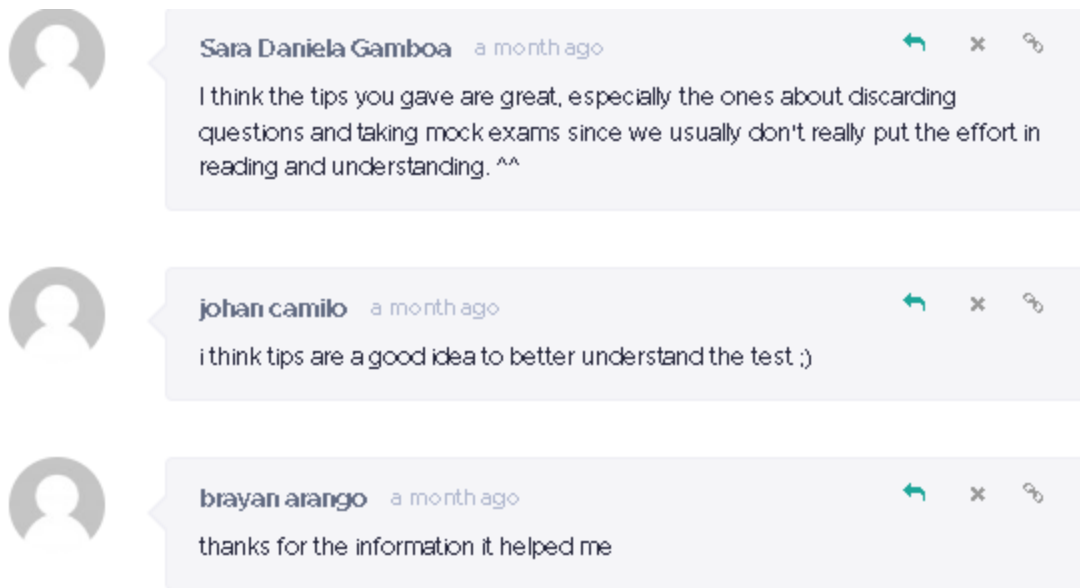 Sara Daniela Gamboa a month ago
I think the tips you gave are great, especially the ones about discarding
questions and taking mock exams since we usually don't really put the effort in
reading and understanding. ^^
johan camilo a month ago
i think tips are a good idea to better understand the test ;)
brayan arango a month ago
thanks for the information it helped me